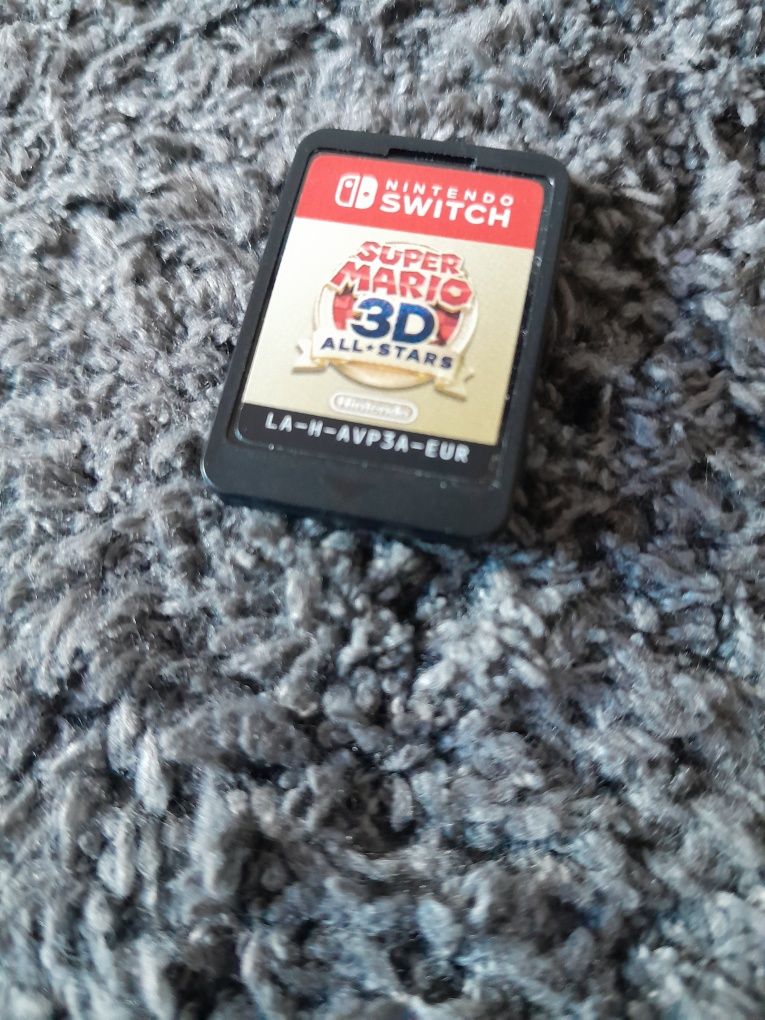 NINTENDO
SWITCH
SUPER
MARIO
3D
ALL★STARS
Nintendo
LA-H-AVP3A-EUR